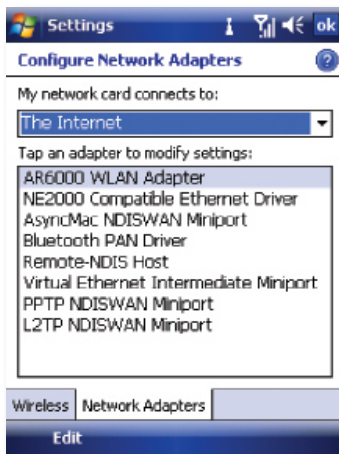 Settings
ok
Configure Network Adapters
?
My network card connects to:
The Internet
Tap an adapter to modify settings:
AR6000 WLAN Adapter
NE2000 Compatible Ethernet Driver
AsyncMac NDISWAN Miniport
Bluetooth PAN Driver
Remote-NDIS Host
Virtual Ethernet Intermediate Miniport
PPTP NDISWAN Miniport
L2TP NDISWAN Miniport
Wireless Network Adapters
Edit